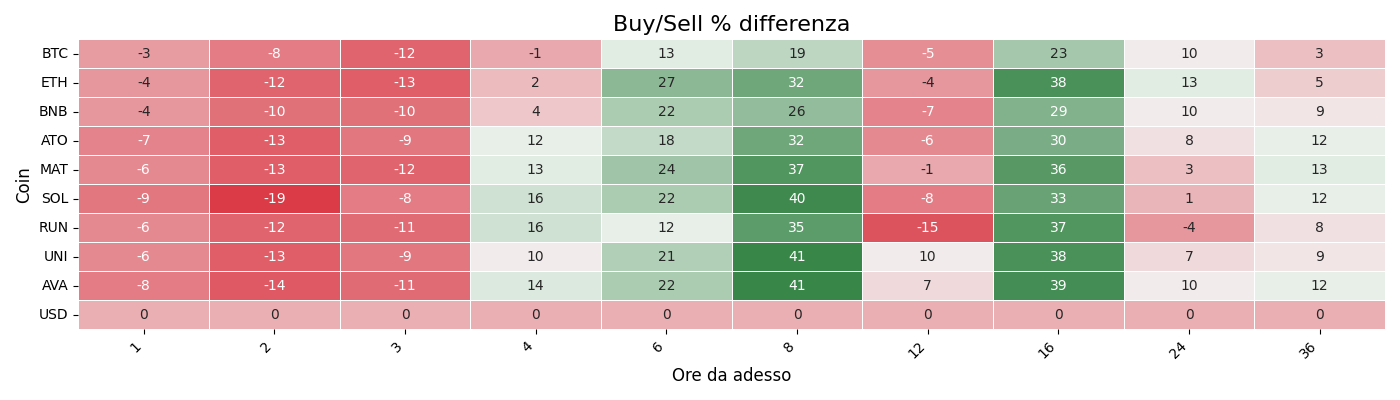 Buy/Sell % differenza
Coin
BTC -3 -8 -12 -1 13 19 -5 23 10 3
ETH -4 -12 -13 2 27 32 -4 38 13 5
BNB -4 -10 -10 4 22 26 -7 29 10 9
ATO -7 -13 -9 12 18 32 -6 30 8 12
MAT -6 -13 -12 13 24 37 -1 36 3 13
SOL -9 -19 -8 16 22 40 -8 33 1 12
RUN -6 -12 -11 16 12 35 -15 37 -4 8
UNI -6 -13 -9 10 21 41 10 38 7 9
AVA -8 -14 -11 14 22 41 7 39 10 12
USD 0 0 0 0 0 0 0 0 0 0
1 2 3 4 6 8 12 16 24 36
Ore da adesso